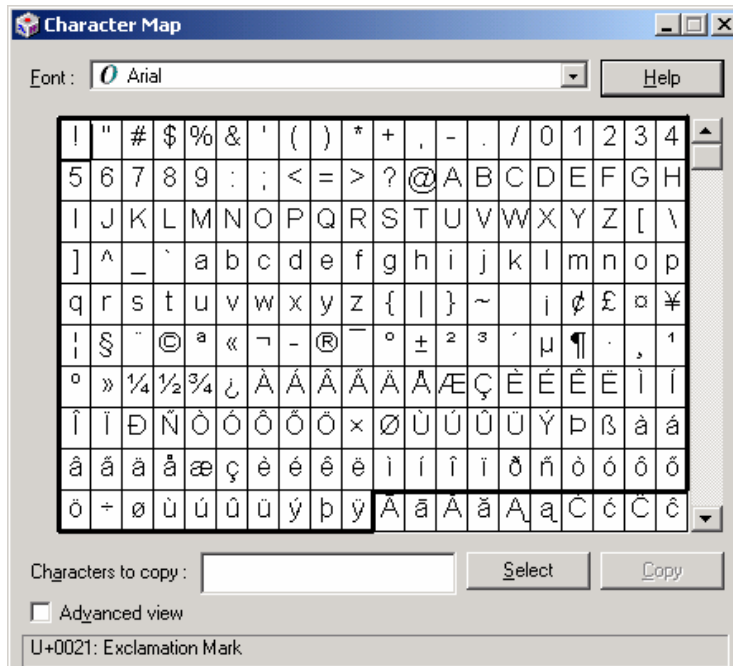 Character Map
Font : O Arial Help
! " # $ % & ' ( ) * + , - . / 0 1 2 3 4
5 6 7 8 9 : ; < = > ? @ A B C D E F G H
I J K L M N O P Q R S T U V W X Y Z [ \
] ^ _ ` a b c d e f g h i j k l m n o p
q r s t u v w x y z { | } ~ ¡ ¢ £ ¤ ¥
¦ § ¨ © ª « ¬ - ® ¯ ° ± ² ³ ´ µ ¶ · ¸ ¹
º » ¼ ½ ¾ ¿ À Á Â Ã Ä Å Æ Ç È É Ê Ë Ì Í
Î Ï Ð Ñ Ò Ó Ô Õ Ö × Ø Ù Ú Û Ü Ý Þ ß à á
â ã ä å æ ç è é ê ë ì í î ï ð ñ ò ó ô õ
ö ÷ ø ù ú û ü ý þ ÿ Ā ā Ă ă Ą ą Ć ć Ĉ ĉ
Characters to copy : Select Copy
Advanced view
U+0021: Exclamation Mark